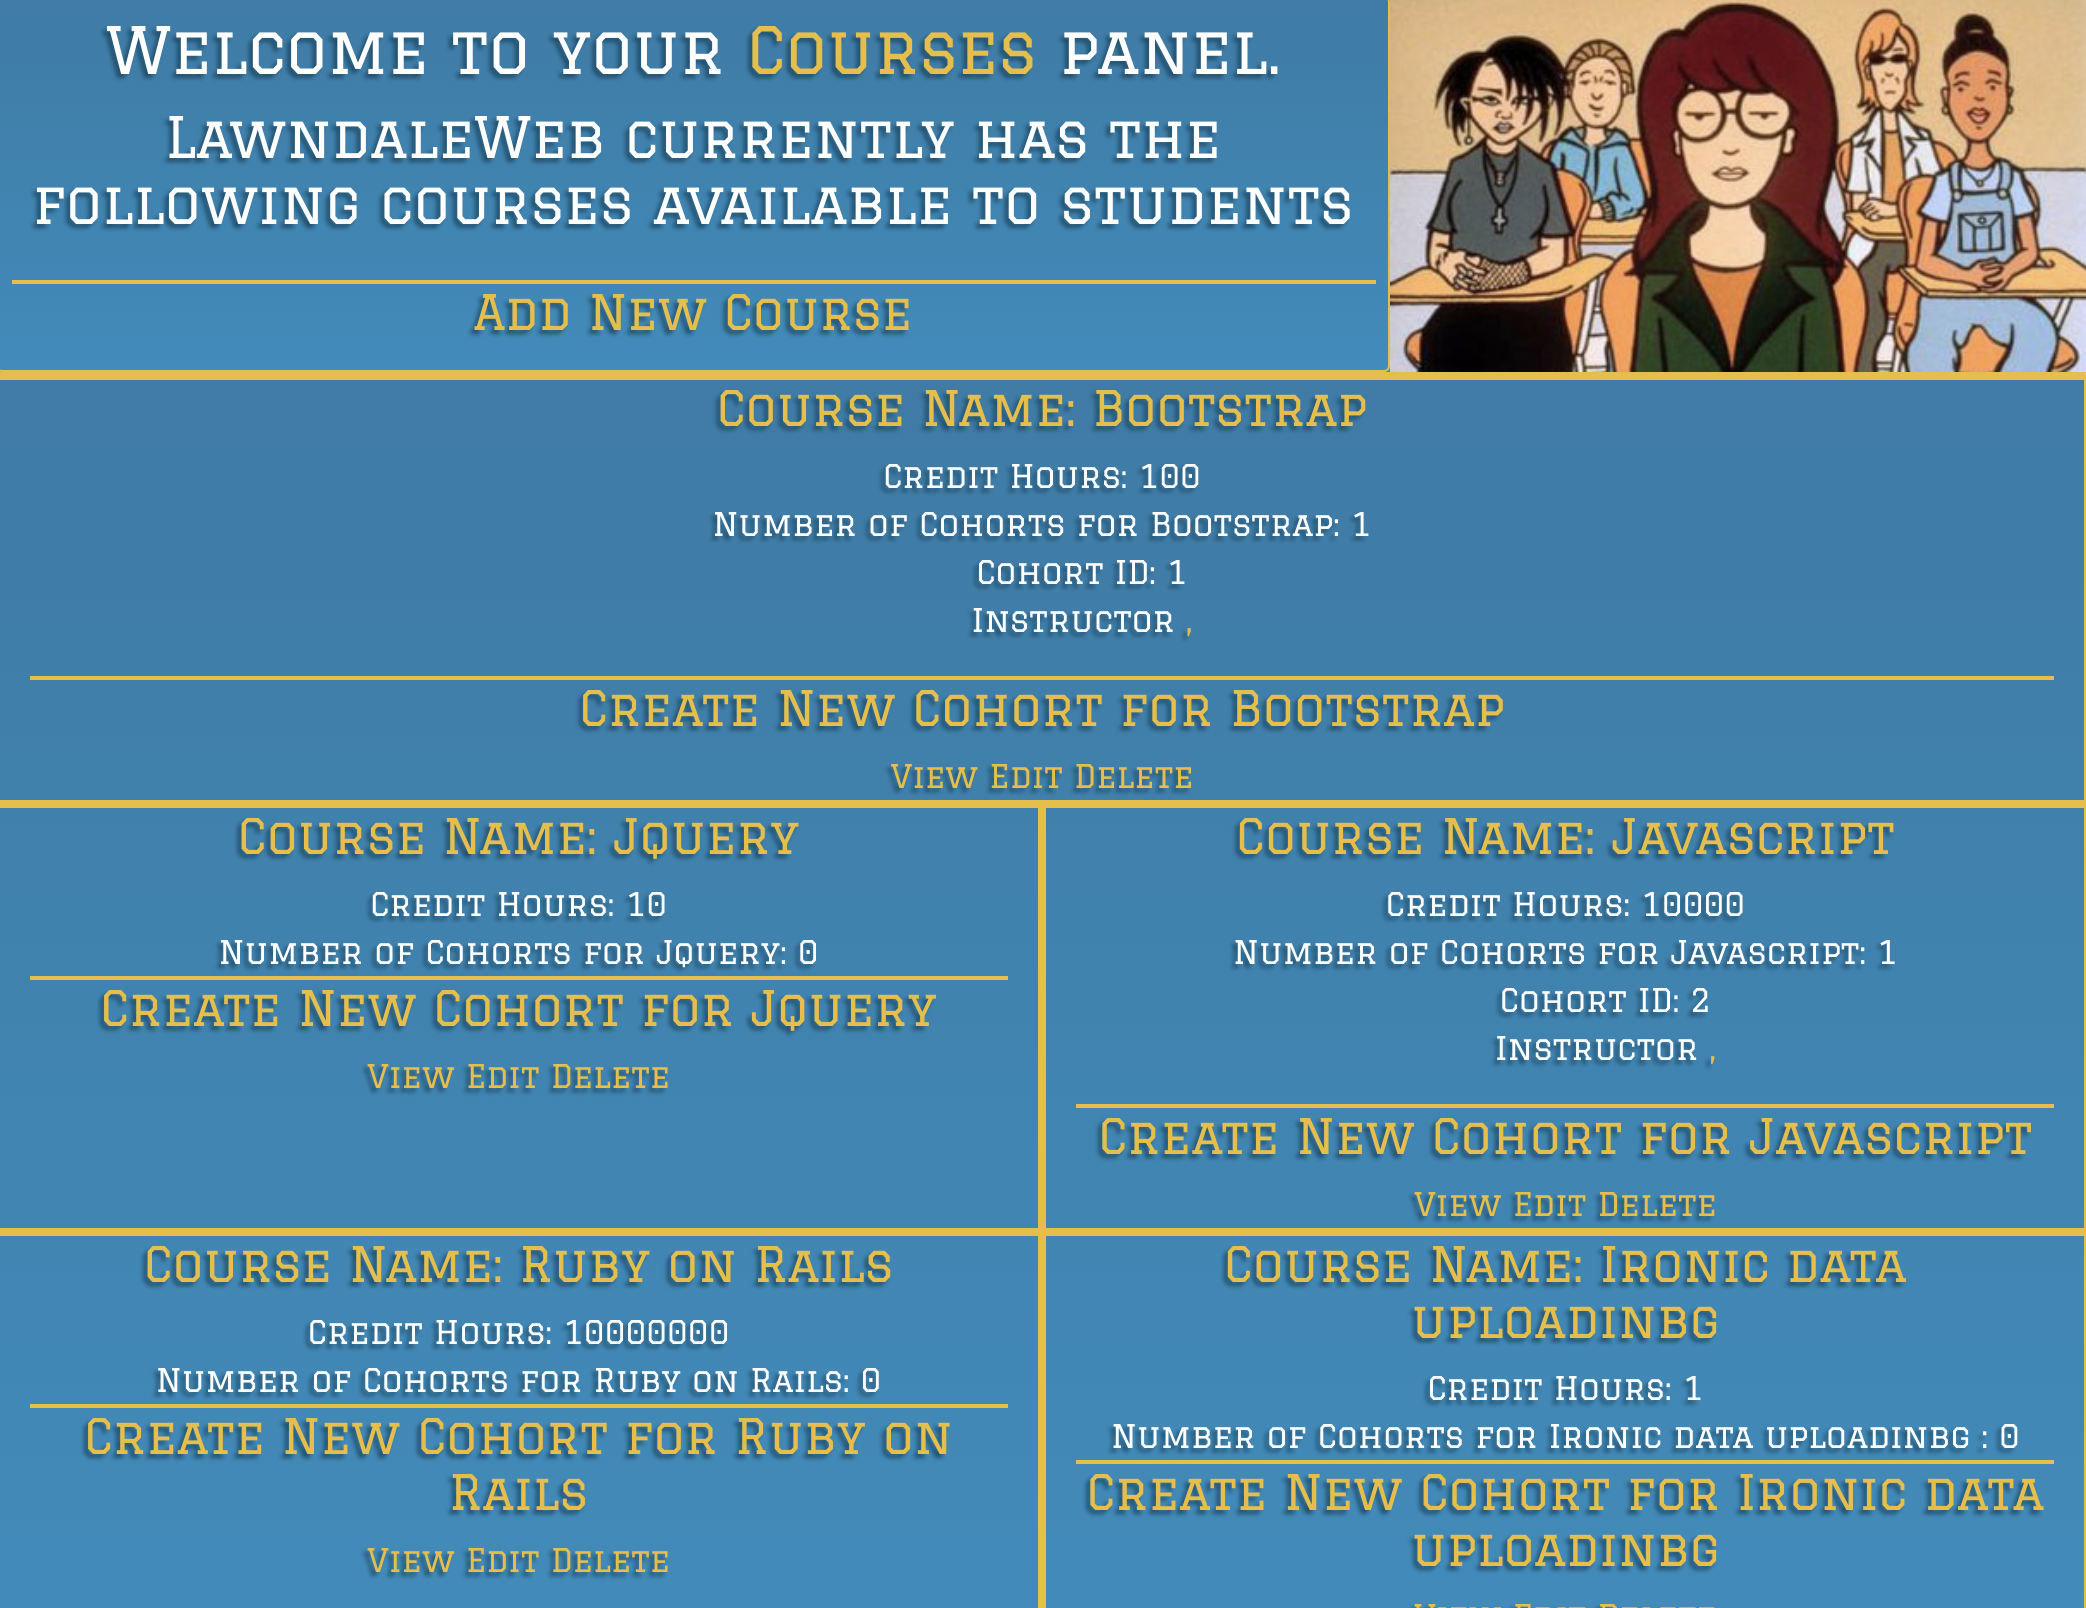 Welcome to your Courses panel.
LawndaleWeb currently has the
following courses available to students
Add New Course
Course Name: Bootstrap
Credit Hours: 100
Number of Cohorts for Bootstrap: 1
Cohort ID: 1
Instructor ,
Create New Cohort for Bootstrap
View Edit Delete
Course Name: Jquery
Credit Hours: 10
Number of Cohorts for Jquery: 0
Create New Cohort for Jquery
View Edit Delete
Course Name: Javascript
Credit Hours: 10000
Number of Cohorts for Javascript: 1
Cohort ID: 2
Instructor ,
Create New Cohort for Javascript
View Edit Delete
Course Name: Ruby on Rails
Credit Hours: 10000000
Number of Cohorts for Ruby on Rails: 0
Create New Cohort for Ruby on
Rails
View Edit Delete
Course Name: Ironic data
uploadinbg
Credit Hours: 1
Number of Cohorts for Ironic data uploadinbg : 0
Create New Cohort for Ironic data
uploadinbg